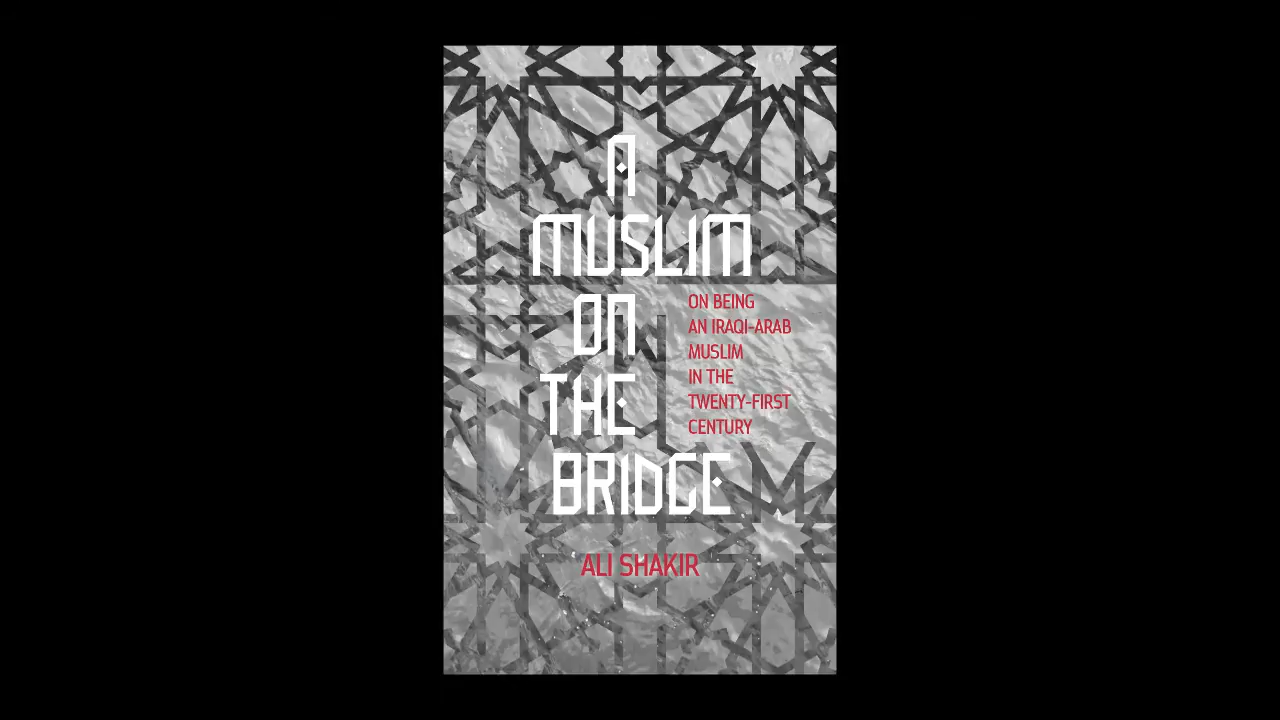 A
MUSLIM
ON
THE
BRIDGE
ON BEING
AN IRAQI-ARAB
MUSLIM
IN THE
TWENTY-FIRST
CENTURY
ALI SHAKIR